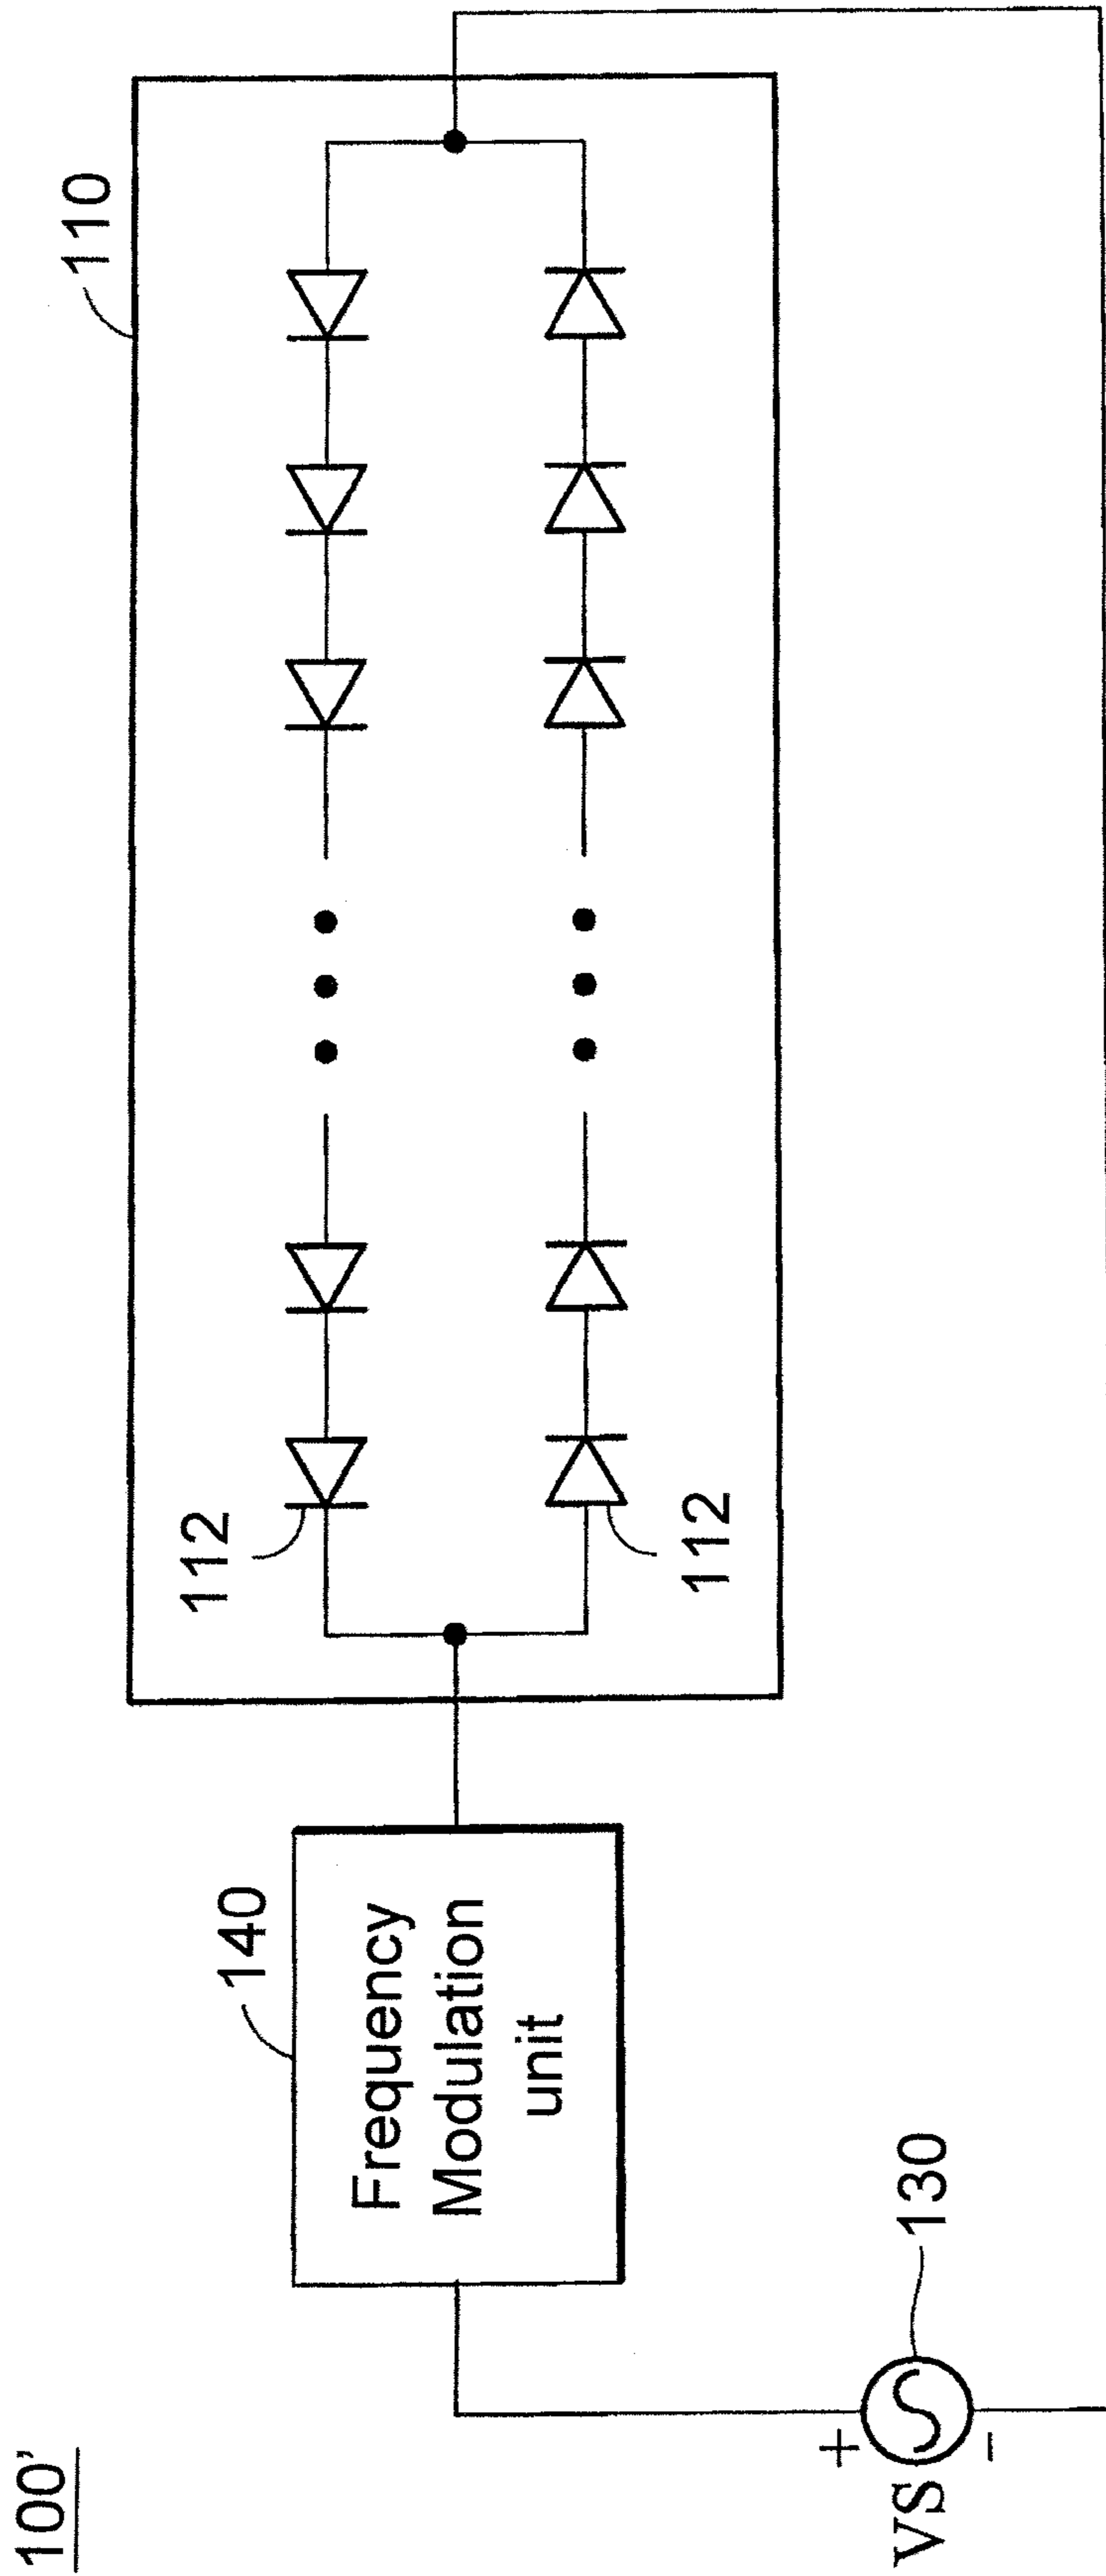 100'
110
112
112
140
Frequency
Modulation
unit
130
+
VS
-